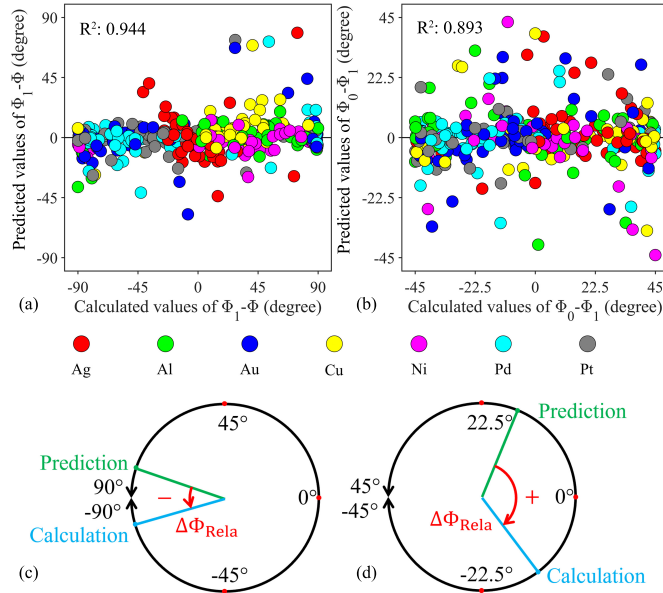 R²: 0.944
Predicted values of Φ₁-Φ (degree)
90
45
0
-45
-90
-90 -45 0 45 90
(a) Calculated values of Φ₁-Φ (degree)
R²: 0.893
Predicted values of Φ₀-Φ₁ (degree)
45
22.5
0
-22.5
-45
-45 -22.5 0 22.5 45
(b) Calculated values of Φ₀-Φ₁ (degree)
Ag Al Au Cu Ni Pd Pt
45°
Prediction
90°
-90°
0°
−
ΔΦRela
Calculation
-45°
(c)
Prediction
22.5°
45°
-45°
0°
+
ΔΦRela
-22.5°
Calculation
(d)